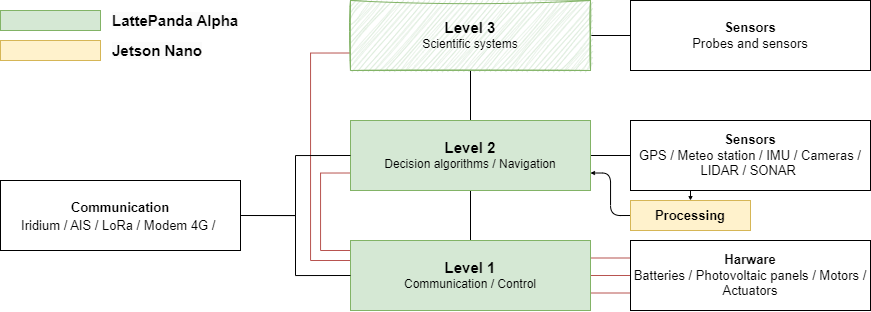 LattePanda Alpha
Jetson Nano
Level 3
Scientific systems
Sensors
Probes and sensors
Level 2
Decision algorithms / Navigation
Sensors
GPS / Meteo station / IMU / Cameras /
LIDAR / SONAR
Processing
Communication
Iridium / AIS / LoRa / Modem 4G /
Level 1
Communication / Control
Harware
Batteries / Photovoltaic panels / Motors /
Actuators